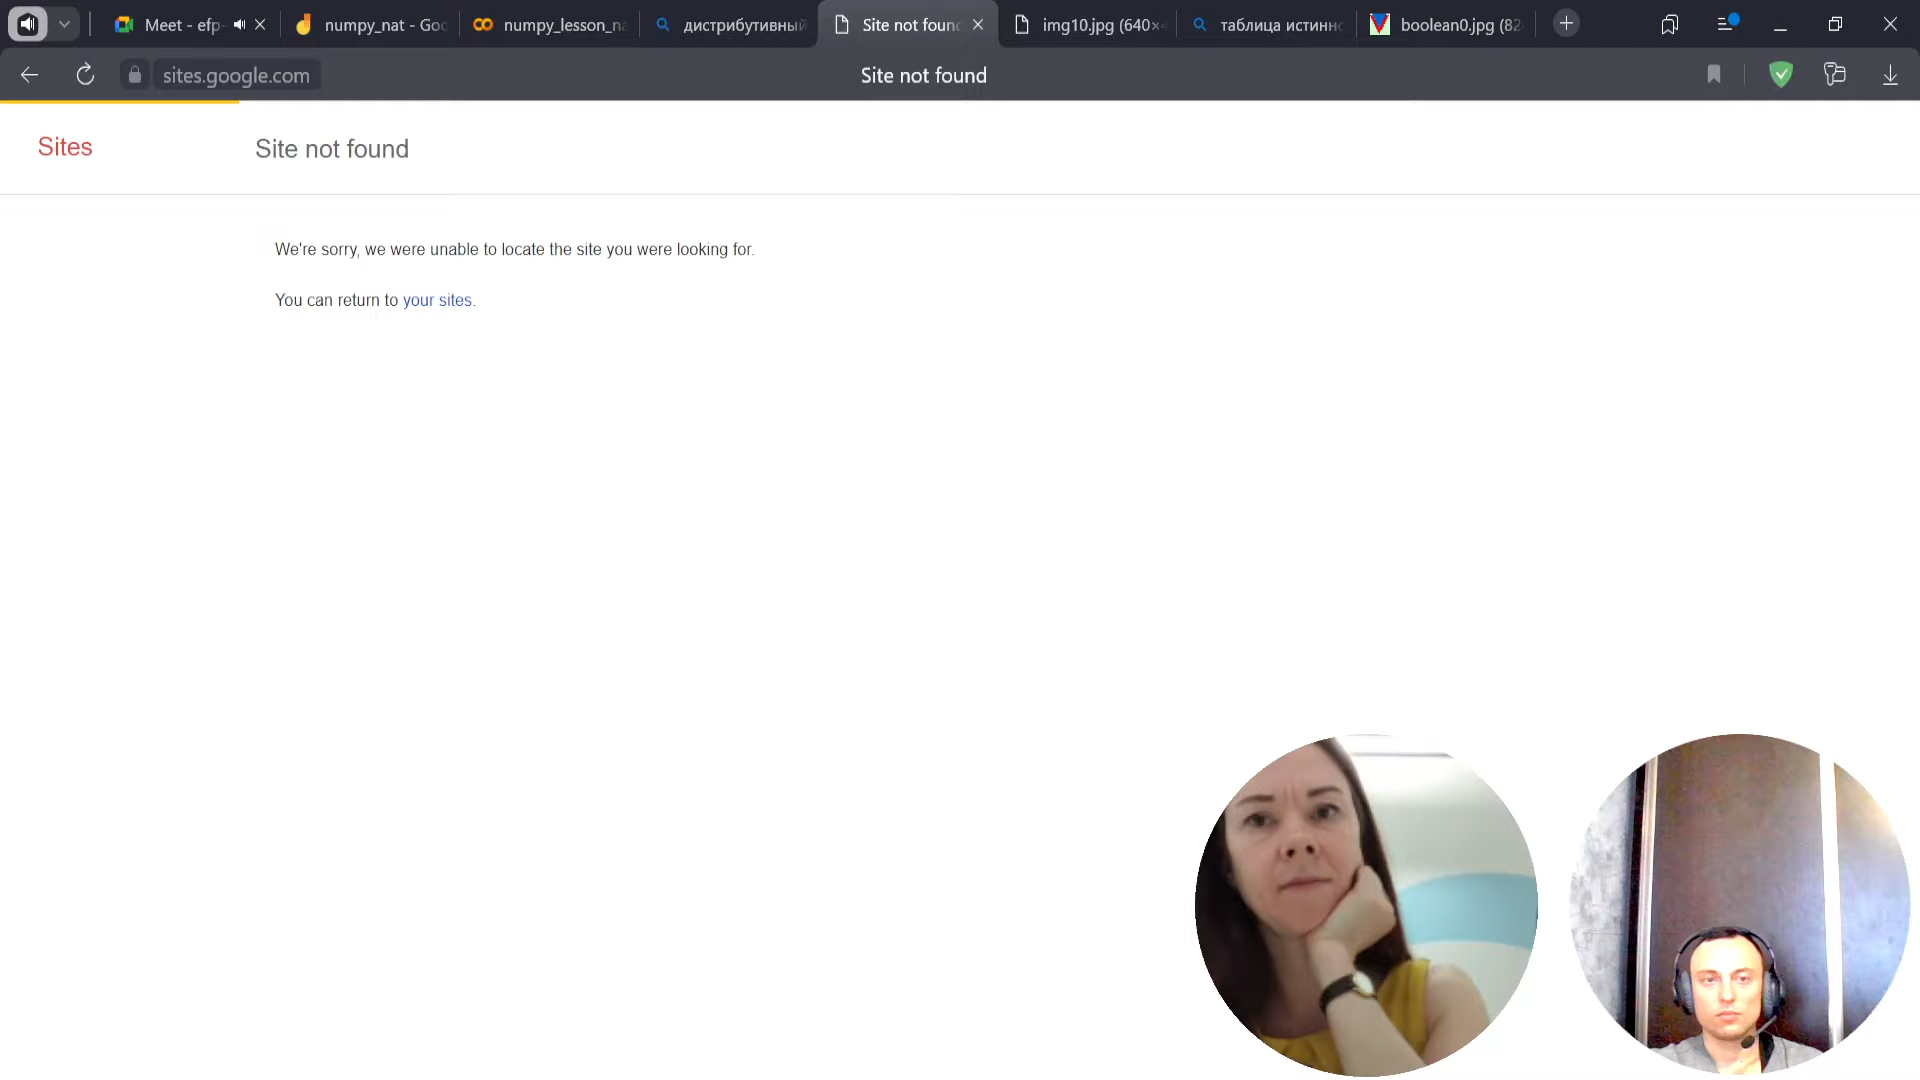 Meet - efp-
numpy_nat - Goo
numpy_lesson_na
дистрибутивный
Site not found
img10.jpg (640×4
таблица истинно
boolean0.jpg (82
sites.google.com
Site not found
Sites
Site not found
We're sorry, we were unable to locate the site you were looking for.
You can return to your sites.